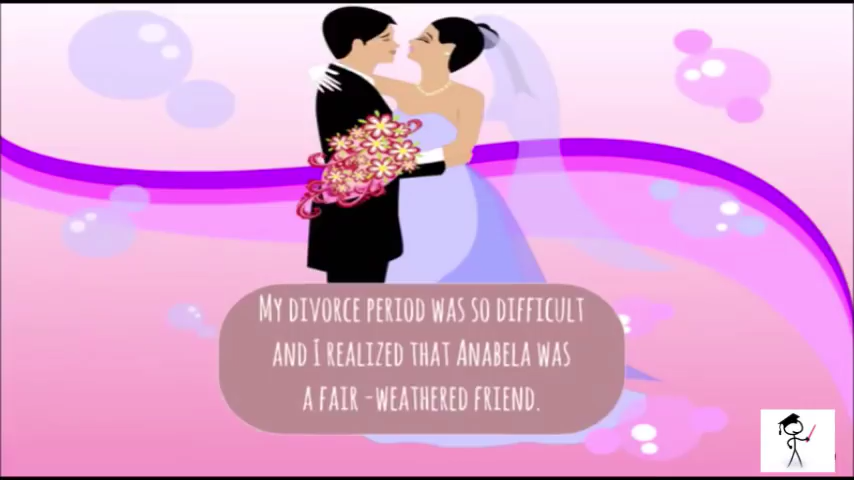 My divorce period was so difficult
and I realized that Anabela was
a fair -weathered friend.